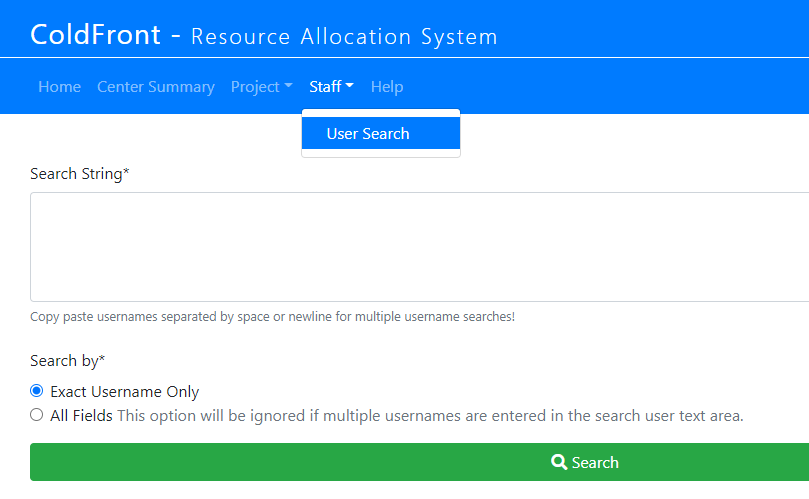 ColdFront - Resource Allocation System
Home Center Summary Project Staff Help
User Search
Search String*
Copy paste usernames separated by space or newline for multiple username searches!
Search by*
Exact Username Only
All Fields This option will be ignored if multiple usernames are entered in the search user text area.
Search